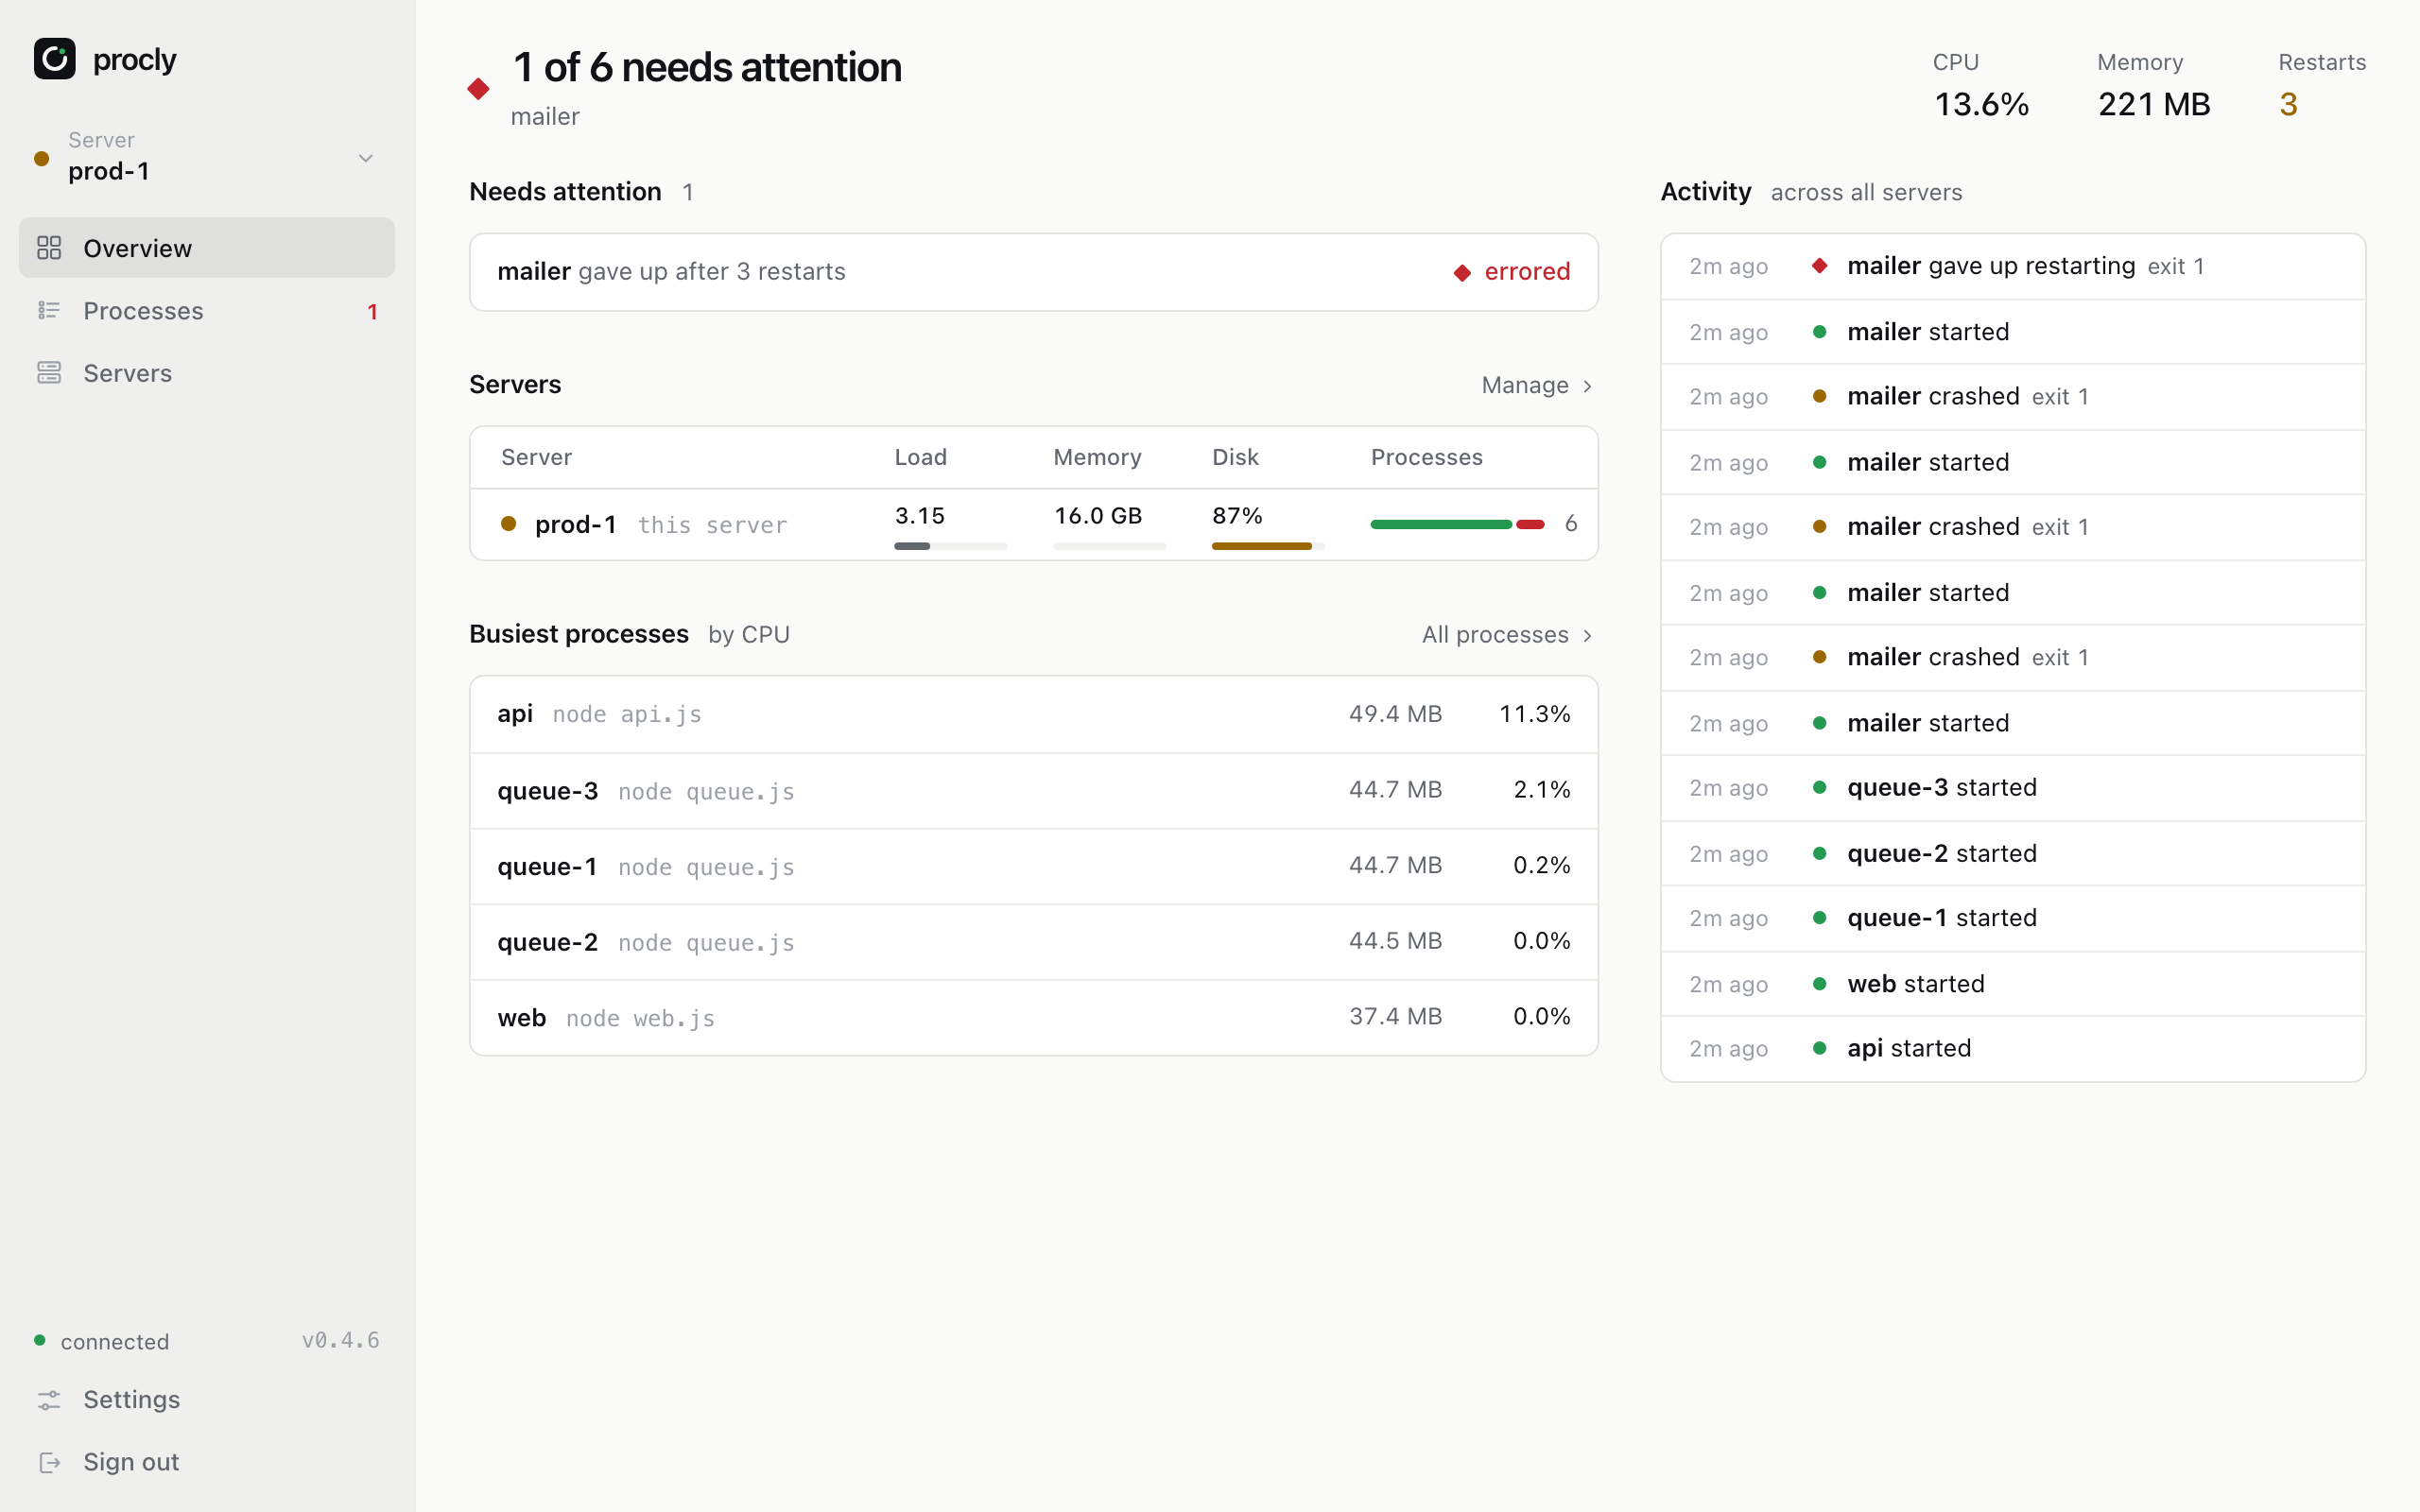 procly
Server
prod-1
Overview
Processes 1
Servers
connected v0.4.6
Settings
Sign out
1 of 6 needs attention
mailer
CPU
13.6%
Memory
221 MB
Restarts
3
Needs attention 1
mailer gave up after 3 restarts errored
Servers Manage
Server Load Memory Disk Processes
prod-1 this server 3.15 16.0 GB 87% 6
Busiest processes by CPU All processes
api node api.js 49.4 MB 11.3%
queue-3 node queue.js 44.7 MB 2.1%
queue-1 node queue.js 44.7 MB 0.2%
queue-2 node queue.js 44.5 MB 0.0%
web node web.js 37.4 MB 0.0%
Activity across all servers
2m ago mailer gave up restarting exit 1
2m ago mailer started
2m ago mailer crashed exit 1
2m ago mailer started
2m ago mailer crashed exit 1
2m ago mailer started
2m ago mailer crashed exit 1
2m ago mailer started
2m ago queue-3 started
2m ago queue-2 started
2m ago queue-1 started
2m ago web started
2m ago api started